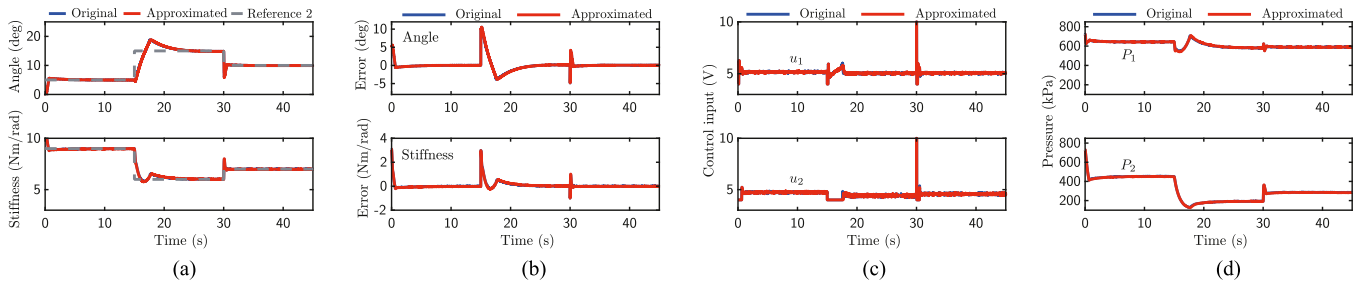 Original Approximated Reference 2
Angle (deg
20
10
0
0 10 20 30 40
Stiffness (Nm/rad)
10
5
0 10 20 30 40
Time (s)
(a)
Original Approximated
Error (deg)
Angle
10
5
0
-5
0 10 20 30 40
Error (Nm/rad)
Stiffness
4
2
0
-2
0 10 20 30 40
Time (s)
(b)
Original Approximated
Control input (V)
10
u1
5
0 10 20 30 40
10
u2
5
0 10 20 30 40
Time (s)
(c)
Original Approximated
Pressure (kPa)
800
600
400
200
P1
0 10 20 30 40
800
600
400
200
P2
0 10 20 30 40
Time (s)
(d)